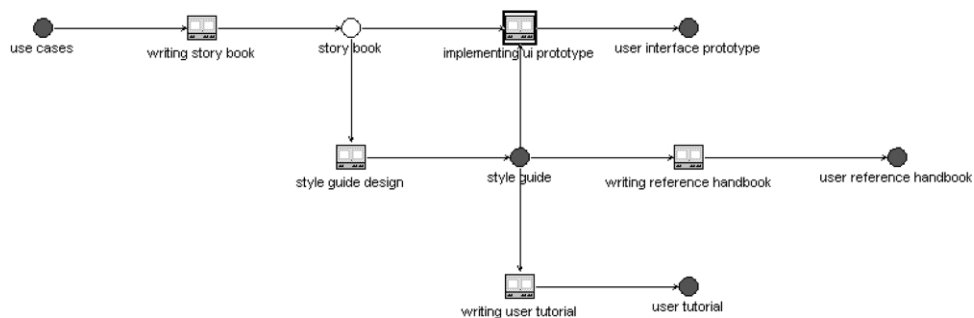 use cases
writing story book
story book
implementing ui prototype
user interface prototype
style guide design
style guide
writing reference handbook
user reference handbook
writing user tutorial
user tutorial